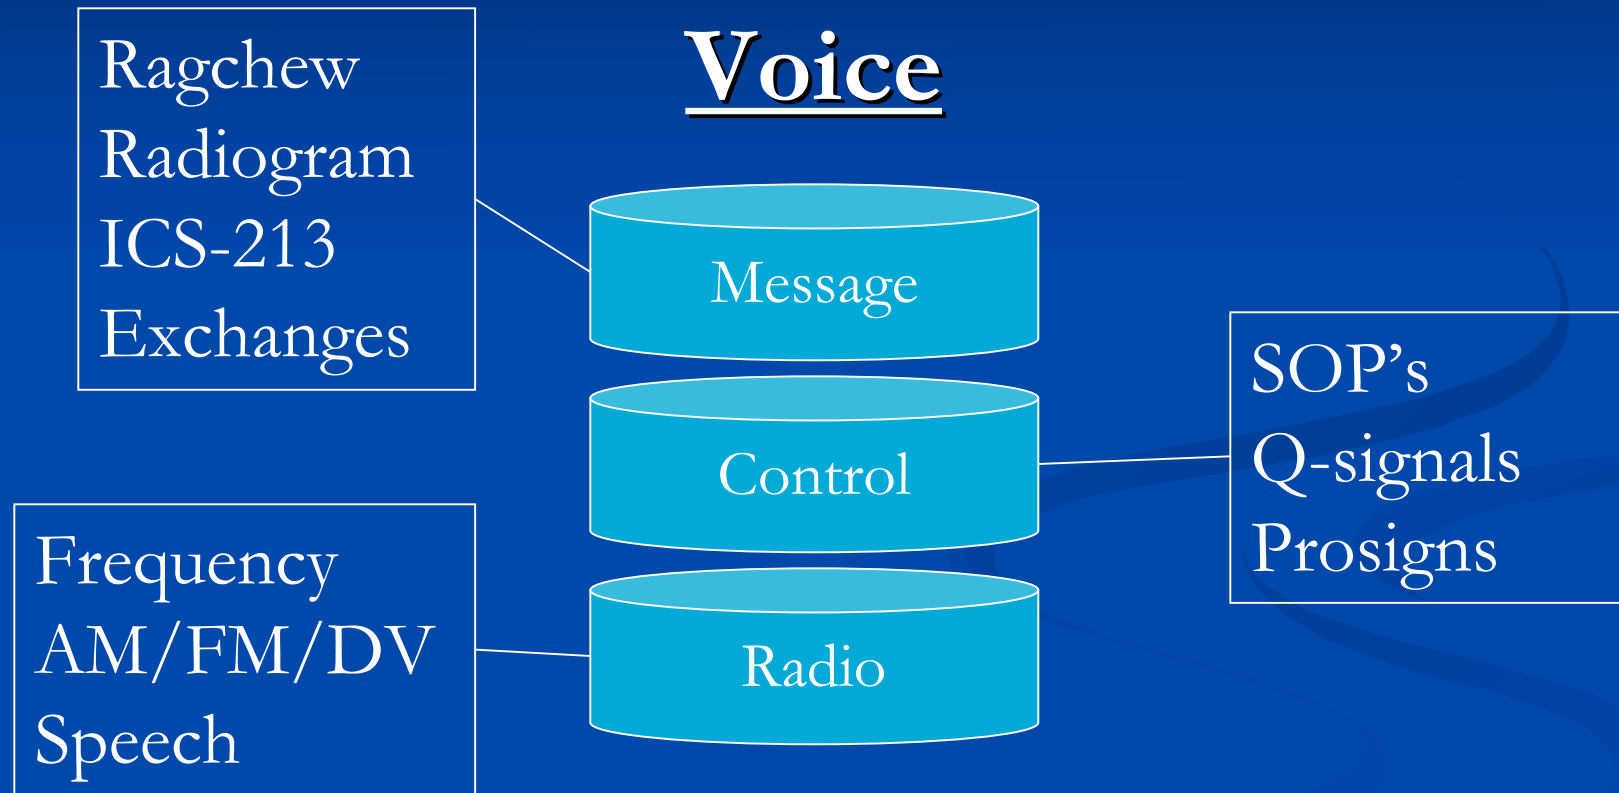 Voice
Ragchew
Radiogram
ICS-213
Exchanges
Message
Control
SOP’s
Q-signals
Prosigns
Frequency
AM/FM/DV
Speech
Radio